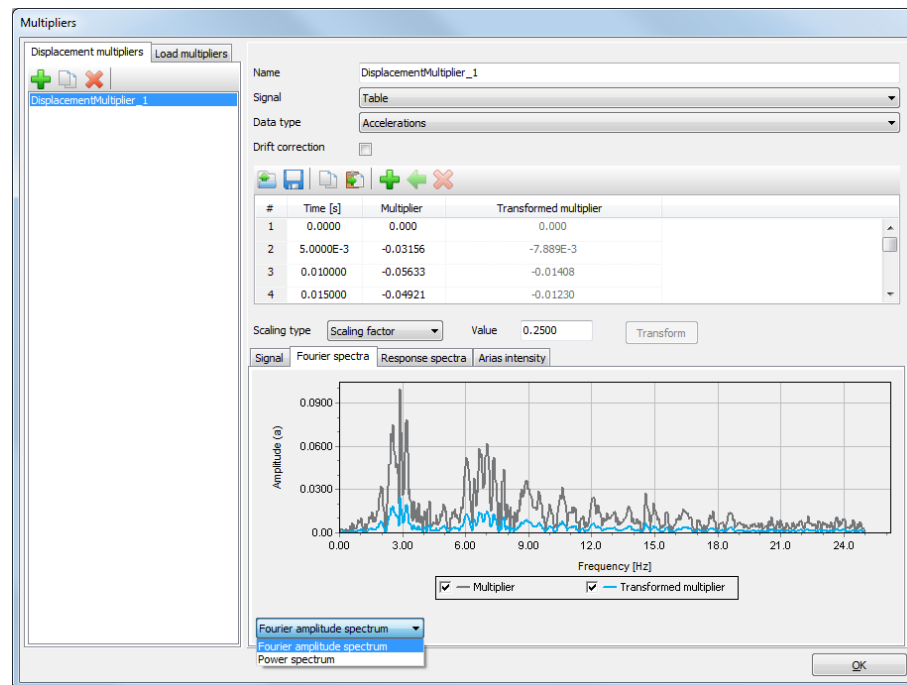 Multipliers
Displacement multipliers Load multipliers
DisplacementMultiplier_1
Name DisplacementMultiplier_1
Signal Table
Data type Accelerations
Drift correction
# Time [s] Multiplier Transformed multiplier
1 0.0000 0.000 0.000
2 5.0000E-3 -0.03156 -7.889E-3
3 0.010000 -0.05633 -0.01408
4 0.015000 -0.04921 -0.01230
Scaling type Scaling factor Value 0.2500 Transform
Signal Fourier spectra Response spectra Arias intensity
0.0900
0.0600
0.0300
0.00
Amplitude (a)
0.00 3.00 6.00 9.00 12.0 15.0 18.0 21.0 24.0
Frequency [Hz]
Multiplier Transformed multiplier
Fourier amplitude spectrum
Fourier amplitude spectrum
Power spectrum
OK